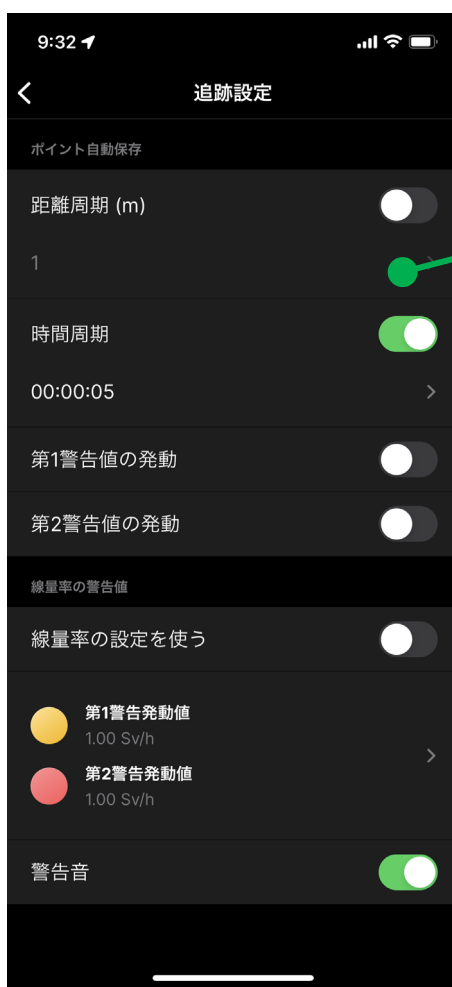 9:32
追跡設定
ポイント自動保存
距離周期 (m)
1
時間周期
00:00:05
第1警告値の発動
第2警告値の発動
線量率の警告値
線量率の設定を使う
第1警告発動値
1.00 Sv/h
第2警告発動値
1.00 Sv/h
警告音